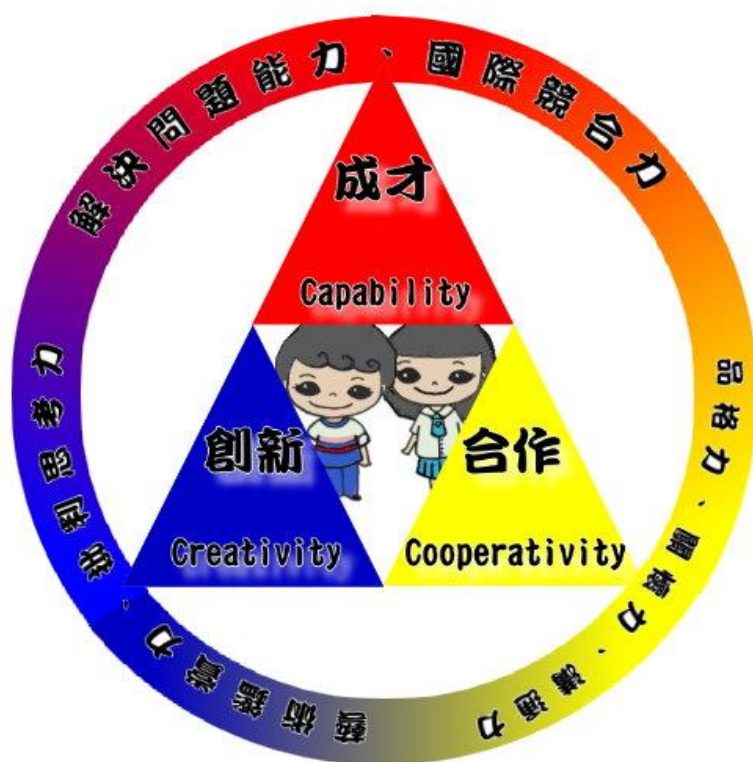 解決問題能力、國際競合力
品格力、關懷力、溝通力
藝術鑑賞力、批判思考力
成才
Capability
創新
Creativity
合作
Cooperativity